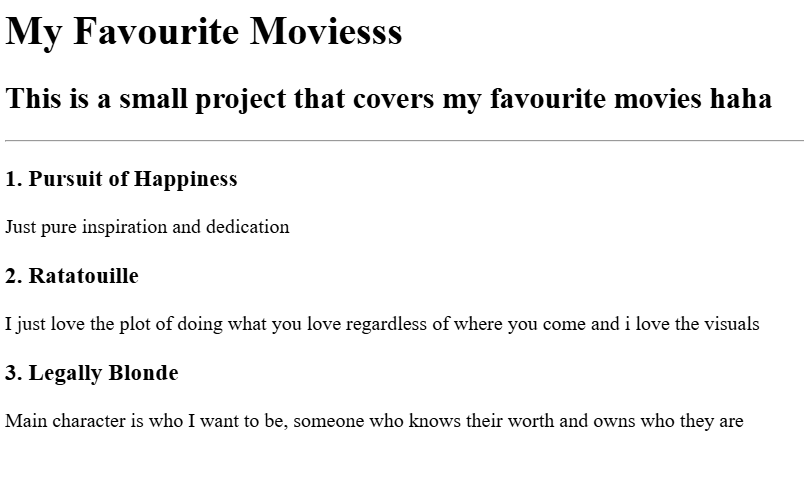 My Favourite Moviesss
This is a small project that covers my favourite movies haha
1. Pursuit of Happiness
Just pure inspiration and dedication
2. Ratatouille
I just love the plot of doing what you love regardless of where you come and i love the visuals
3. Legally Blonde
Main character is who I want to be, someone who knows their worth and owns who they are